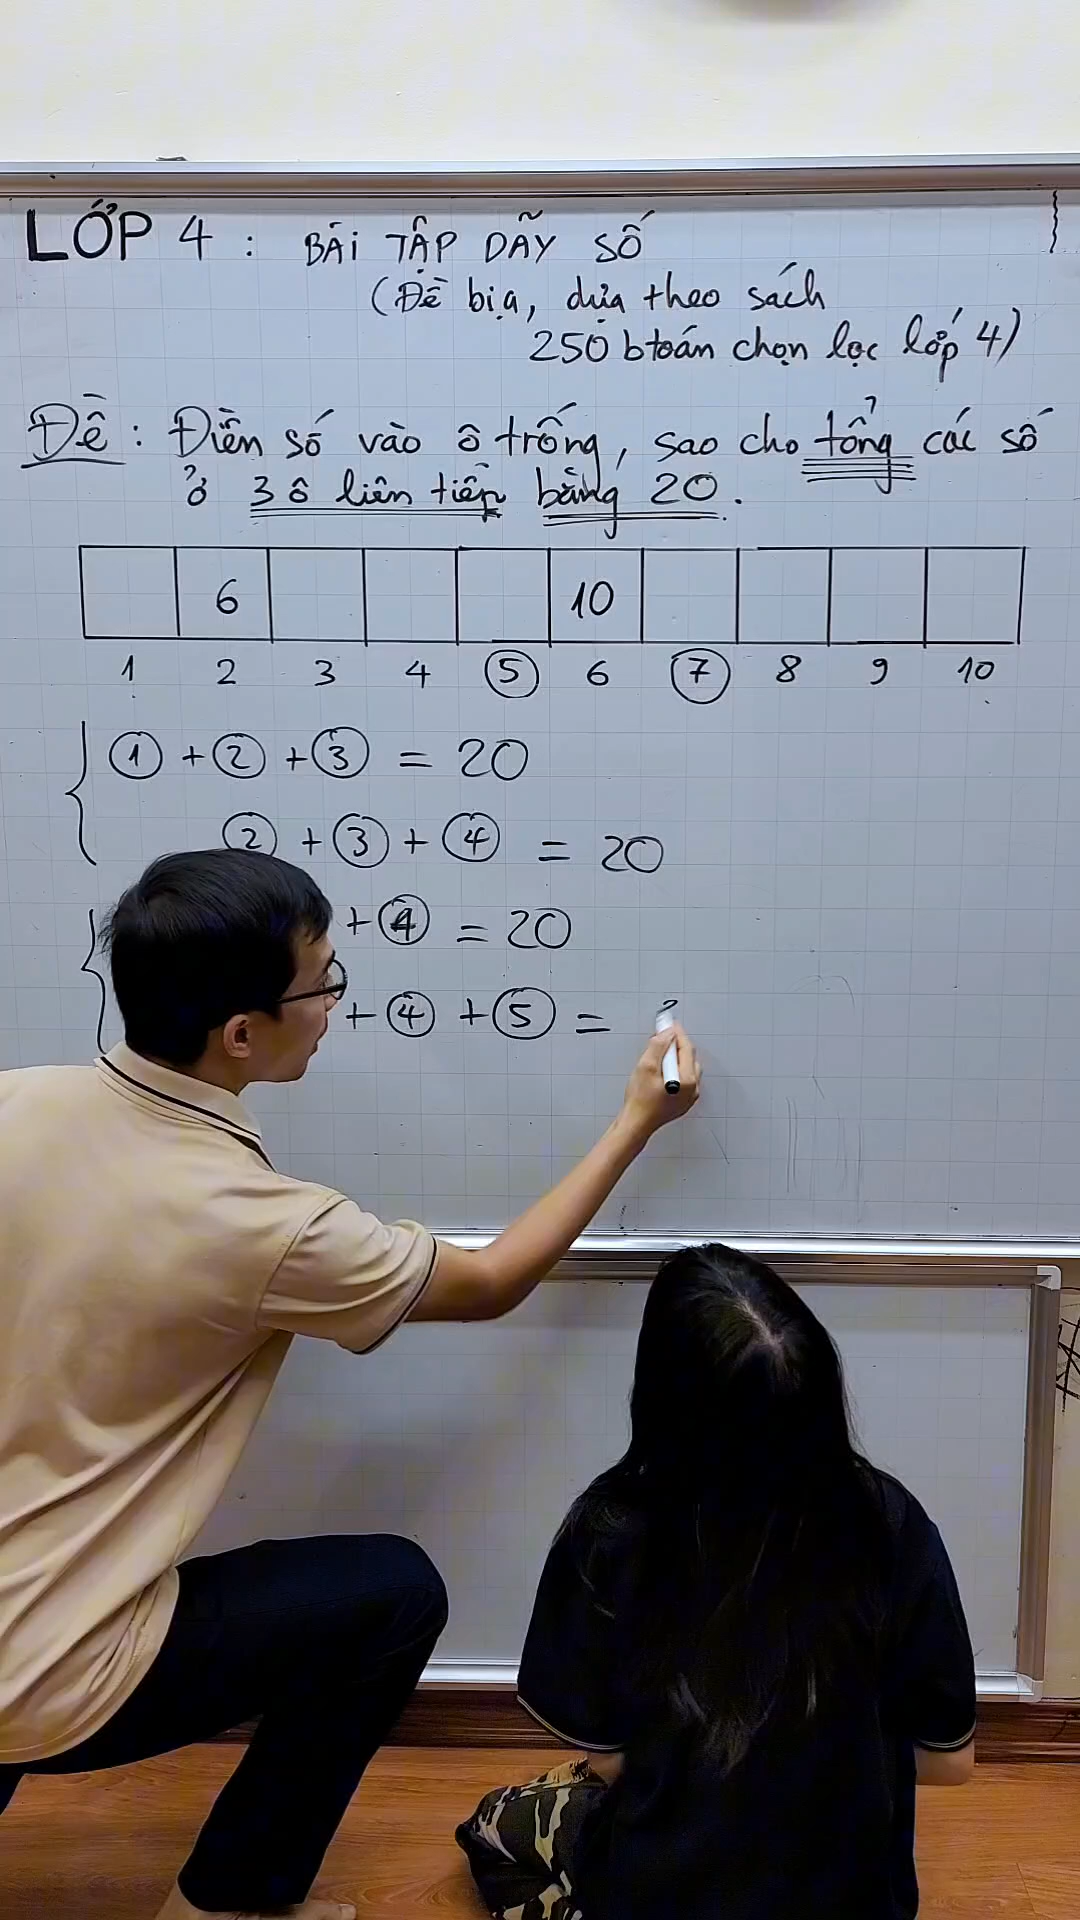 LỚP 4 : BÀI TẬP DÃY SỐ
(Đề bịa, dựa theo sách
250 btoán chọn lọc lớp 4)
Đề : Điền số vào ô trống, sao cho tổng các số
ở 3 ô liên tiếp bằng 20.
6 10
1 2 3 4 5 6 7 8 9 10
1 + 2 + 3 = 20
2 + 3 + 4 = 20
+ 4 = 20
+ 4 + 5 =